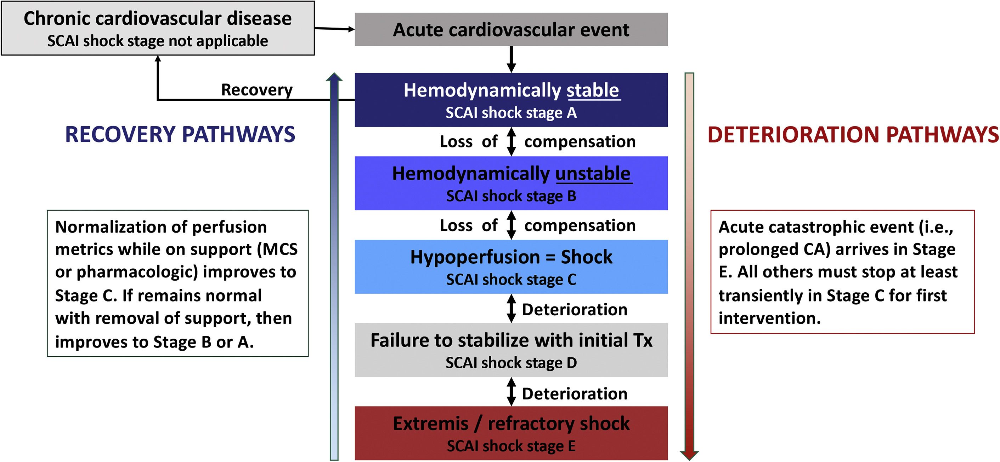 Chronic cardiovascular disease
SCAI shock stage not applicable
Acute cardiovascular event
Recovery
Hemodynamically stable
SCAI shock stage A
RECOVERY PATHWAYS
Loss of compensation
DETERIORATION PATHWAYS
Hemodynamically unstable
SCAI shock stage B
Loss of compensation
Normalization of perfusion
metrics while on support (MCS
or pharmacologic) improves to
Stage C. If remains normal
with removal of support, then
improves to Stage B or A.
Hypoperfusion = Shock
SCAI shock stage C
Acute catastrophic event (i.e.,
prolonged CA) arrives in Stage
E. All others must stop at least
transiently in Stage C for first
intervention.
Deterioration
Failure to stabilize with initial Tx
SCAI shock stage D
Deterioration
Extremis / refractory shock
SCAI shock stage E